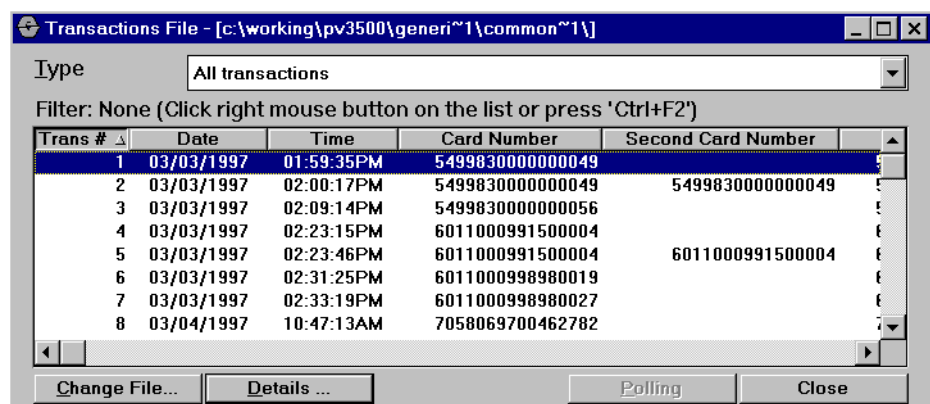 Transactions File - [c:\working\pv3500\generi~1\common~1\]
Type All transactions
Filter: None (Click right mouse button on the list or press 'Ctrl+F2')
Trans # Date Time Card Number Second Card Number
1 03/03/1997 01:59:35PM 5499830000000049
2 03/03/1997 02:00:17PM 5499830000000049 5499830000000049
3 03/03/1997 02:09:14PM 5499830000000056
4 03/03/1997 02:23:15PM 6011000991500004
5 03/03/1997 02:23:46PM 6011000991500004 6011000991500004
6 03/03/1997 02:31:25PM 6011000998980019
7 03/03/1997 02:33:19PM 6011000998980027
8 03/04/1997 10:47:13AM 7058069700462782
Change File... Details ... Polling Close